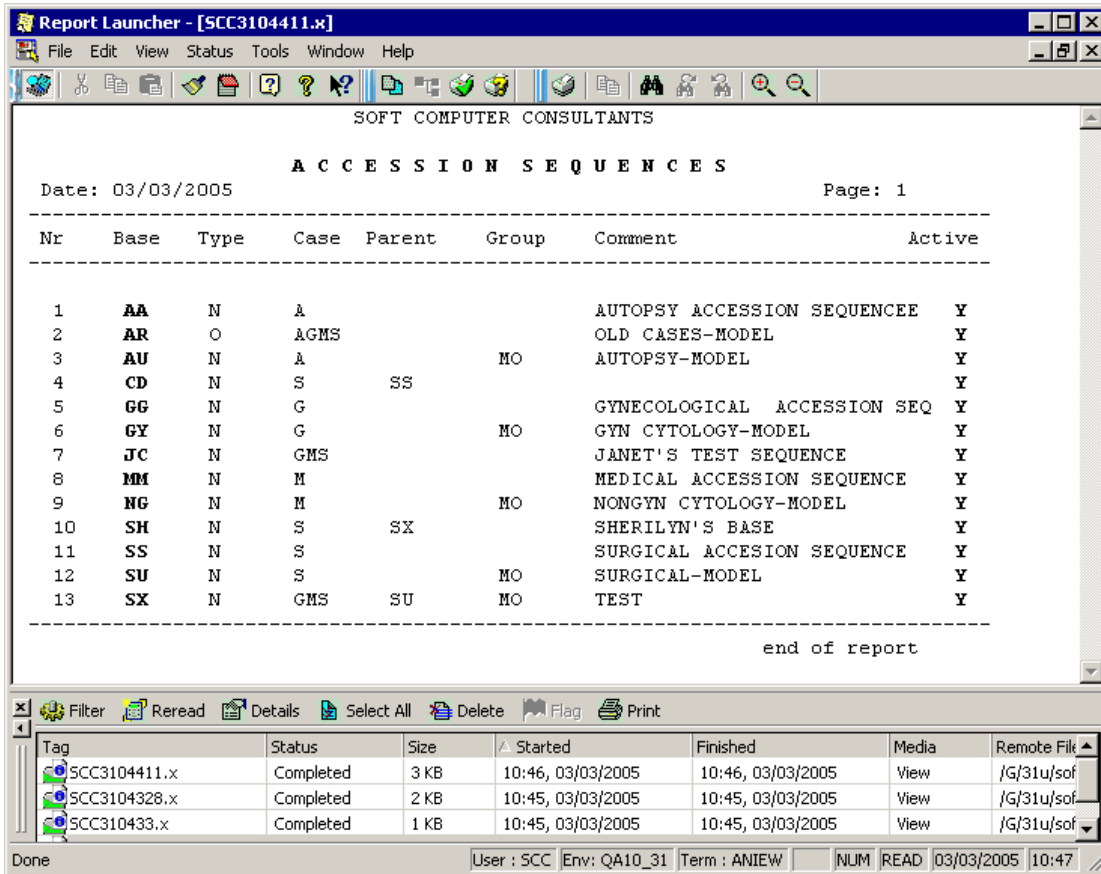 Report Launcher - [SCC3104411.x]
File Edit View Status Tools Window Help
SOFT COMPUTER CONSULTANTS
A C C E S S I O N S E Q U E N C E S
Date: 03/03/2005 Page: 1
Nr Base Type Case Parent Group Comment Active
1 AA N A AUTOPSY ACCESSION SEQUENCEE Y
2 AR O AGMS OLD CASES-MODEL Y
3 AU N A MO AUTOPSY-MODEL Y
4 CD N S SS Y
5 GG N G GYNECOLOGICAL ACCESSION SEQ Y
6 GY N G MO GYN CYTOLOGY-MODEL Y
7 JC N GMS JANET'S TEST SEQUENCE Y
8 MM N M MEDICAL ACCESSION SEQUENCE Y
9 NG N M MO NONGYN CYTOLOGY-MODEL Y
10 SH N S SX SHERILYN'S BASE Y
11 SS N S SURGICAL ACCESION SEQUENCE Y
12 SU N S MO SURGICAL-MODEL Y
13 SX N GMS SU MO TEST Y
end of report
Filter Reread Details Select All Delete Flag Print
Tag Status Size Started Finished Media Remote File
SCC3104411.x Completed 3 KB 10:46, 03/03/2005 10:46, 03/03/2005 View /G/31u/sof
SCC3104328.x Completed 2 KB 10:45, 03/03/2005 10:45, 03/03/2005 View /G/31u/sof
SCC310433.x Completed 1 KB 10:45, 03/03/2005 10:45, 03/03/2005 View /G/31u/sof
Done User : SCC Env: QA10_31 Term : ANIEW NUM READ 03/03/2005 10:47